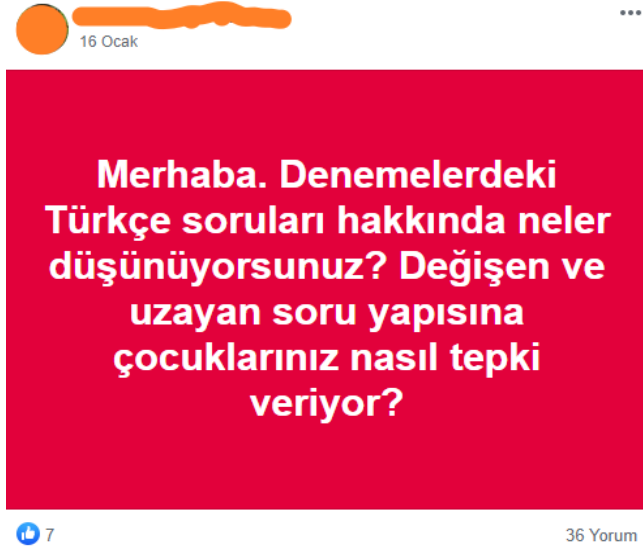 16 Ocak
Merhaba. Denemelerdeki
Türkçe soruları hakkında neler
düşünüyorsunuz? Değişen ve
uzayan soru yapısına
çocuklarınız nasıl tepki
veriyor?
7
36 Yorum